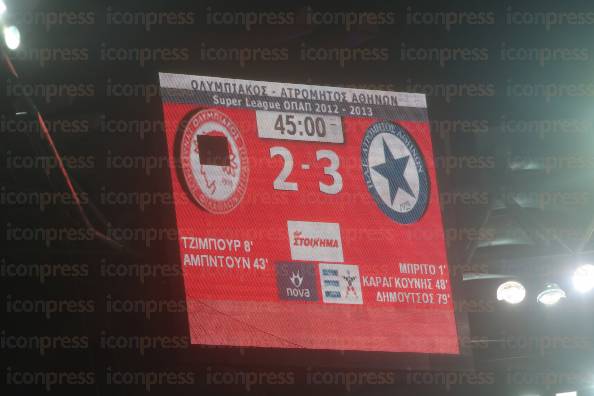 ΟΛΥΜΠΙΑΚΟΣ - ΑΤΡΟΜΗΤΟΣ ΑΘΗΝΩΝ
Super League ΟΠΑΠ 2012 - 2013
45:00
2 - 3
ΣΤΟΙΧΗΜΑ
ΤΖΙΜΠΟΥΡ 8'
ΑΜΠΙΝΤΟΥΝ 43'
ΜΠΡΙΤΟ 1'
ΚΑΡΑΓΚΟΥΝΗΣ 48'
ΔΗΜΟΥΤΣΟΣ 79'
nova
iconpress